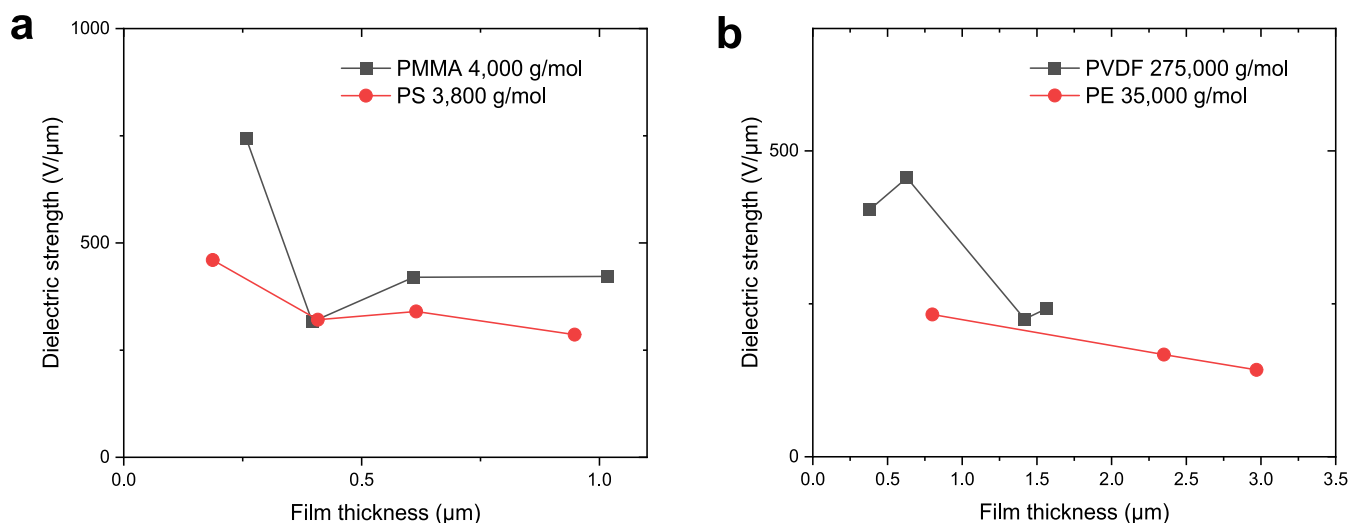 a
1000
500
0
Dielectric strength (V/μm)
PMMA 4,000 g/mol
PS 3,800 g/mol
0.0
0.5
1.0
Film thickness (μm)
b
500
0
Dielectric strength (V/μm)
PVDF 275,000 g/mol
PE 35,000 g/mol
0.0
0.5
1.0
1.5
2.0
2.5
3.0
3.5
Film thickness (μm)